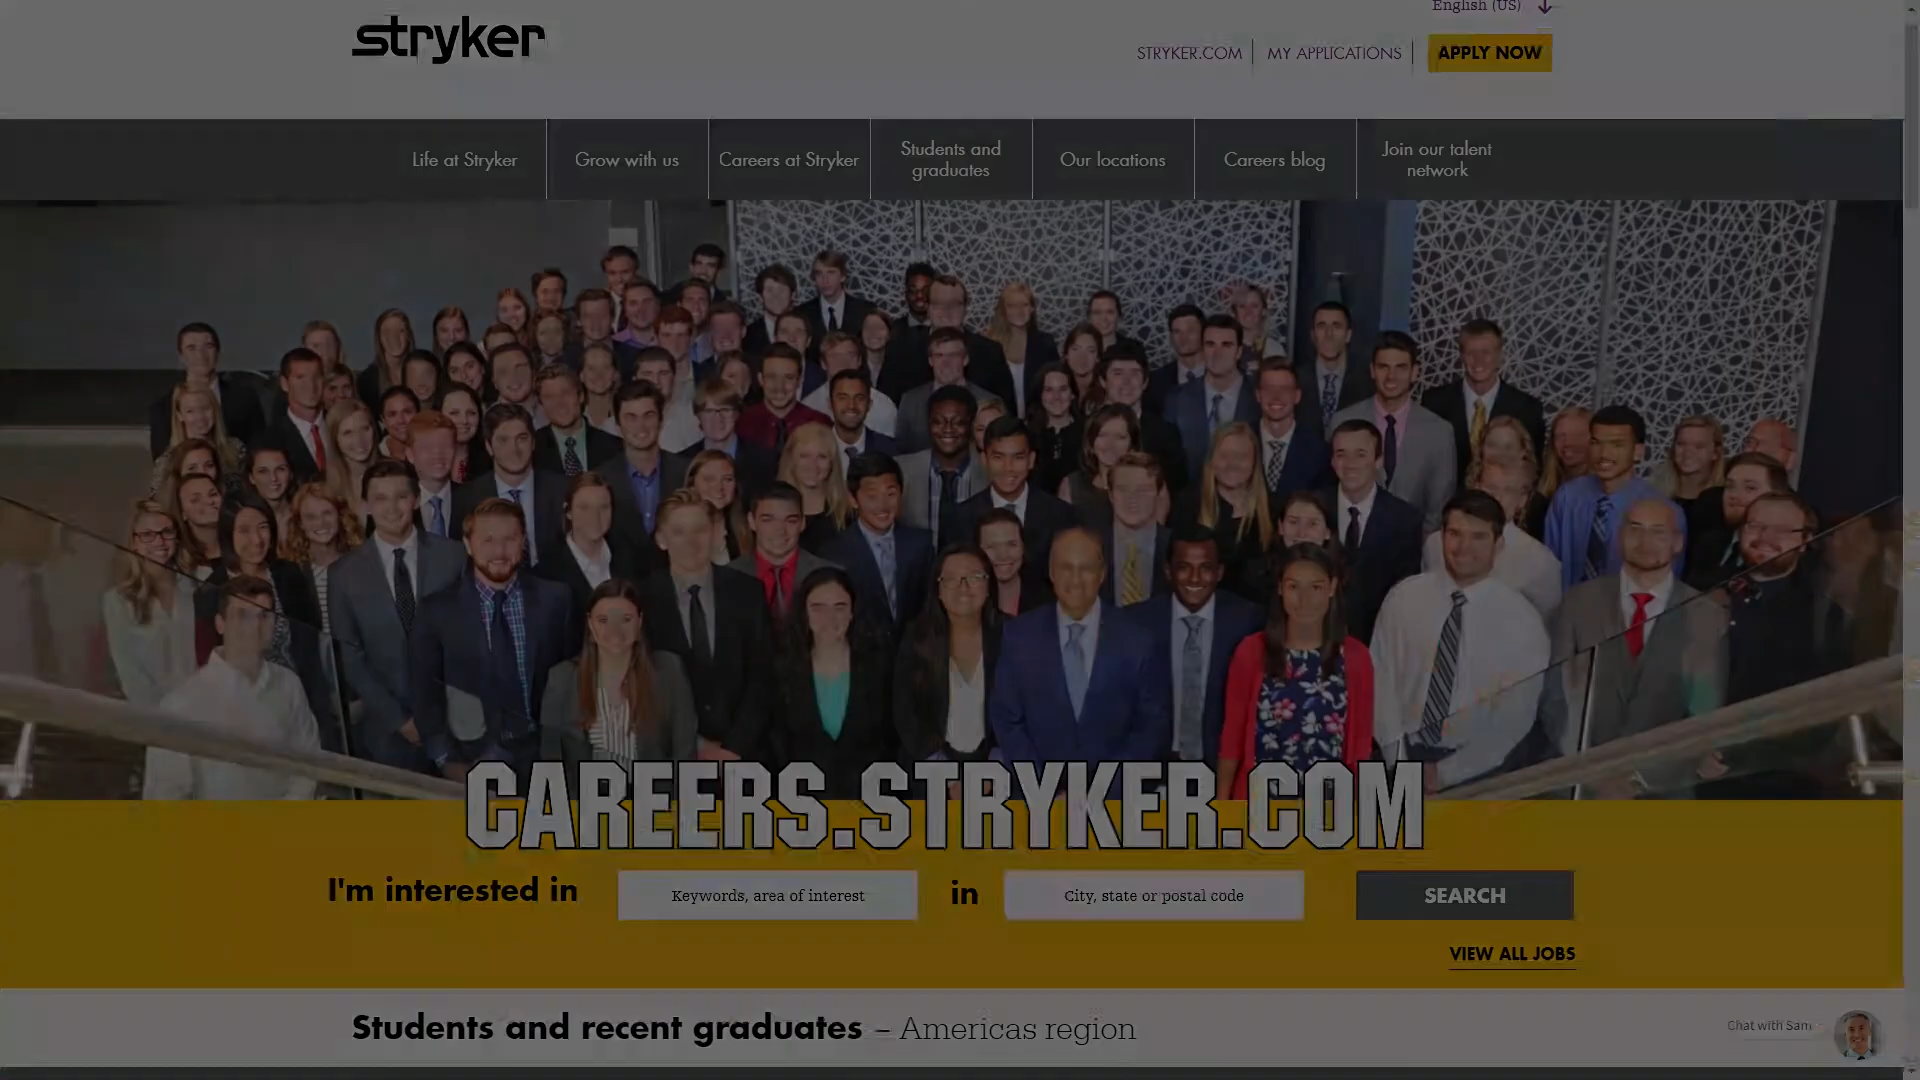 English (US)
stryker
STRYKER.COM
MY APPLICATIONS
APPLY NOW
Life at Stryker
Grow with us
Careers at Stryker
Students and
graduates
Our locations
Careers blog
Join our talent
network
CAREERS.STRYKER.COM
I'm interested in
Keywords, area of interest
in
City, state or postal code
SEARCH
VIEW ALL JOBS
Students and recent graduates – Americas region
Chat with Sam